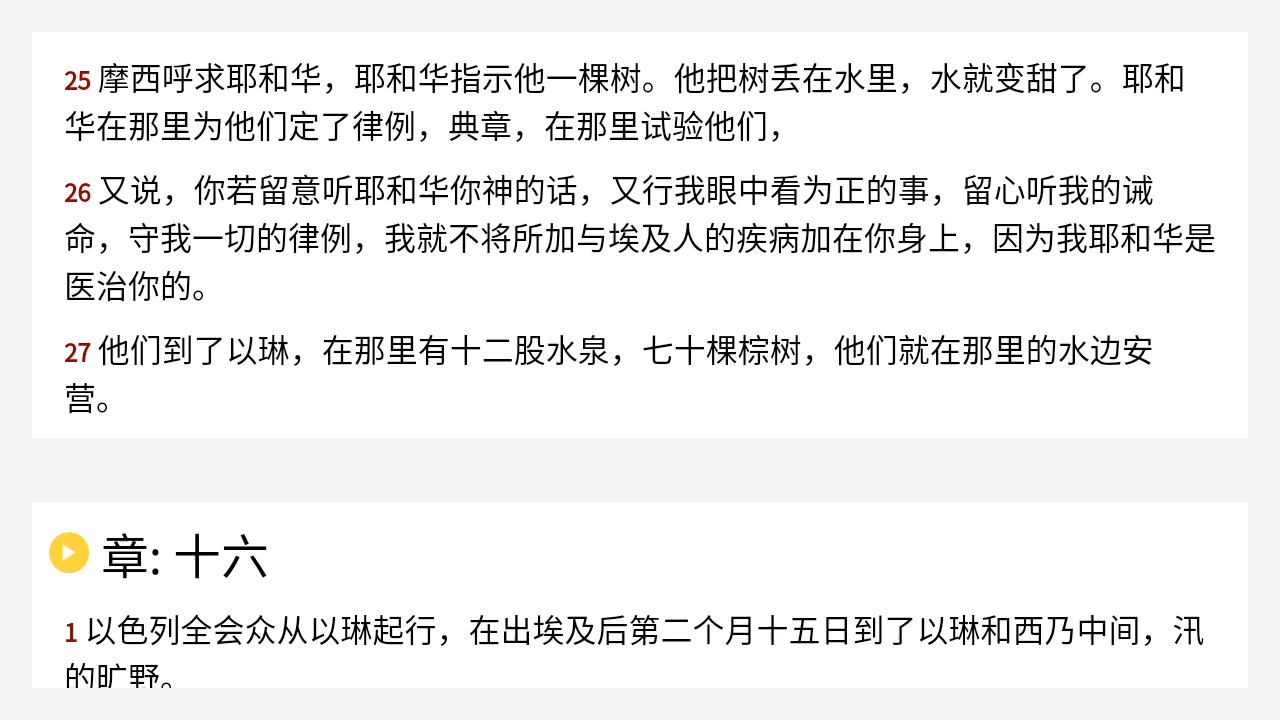 25 摩西呼求耶和华，耶和华指示他一棵树。他把树丢在水里，水就变甜了。耶和
华在那里为他们定了律例，典章，在那里试验他们，
26 又说，你若留意听耶和华你神的话，又行我眼中看为正的事，留心听我的诫
命，守我一切的律例，我就不将所加与埃及人的疾病加在你身上，因为我耶和华是
医治你的。
27 他们到了以琳，在那里有十二股水泉，七十棵棕树，他们就在那里的水边安
营。
章: 十六
1 以色列全会众从以琳起行，在出埃及后第二个月十五日到了以琳和西乃中间，汛
的旷野。